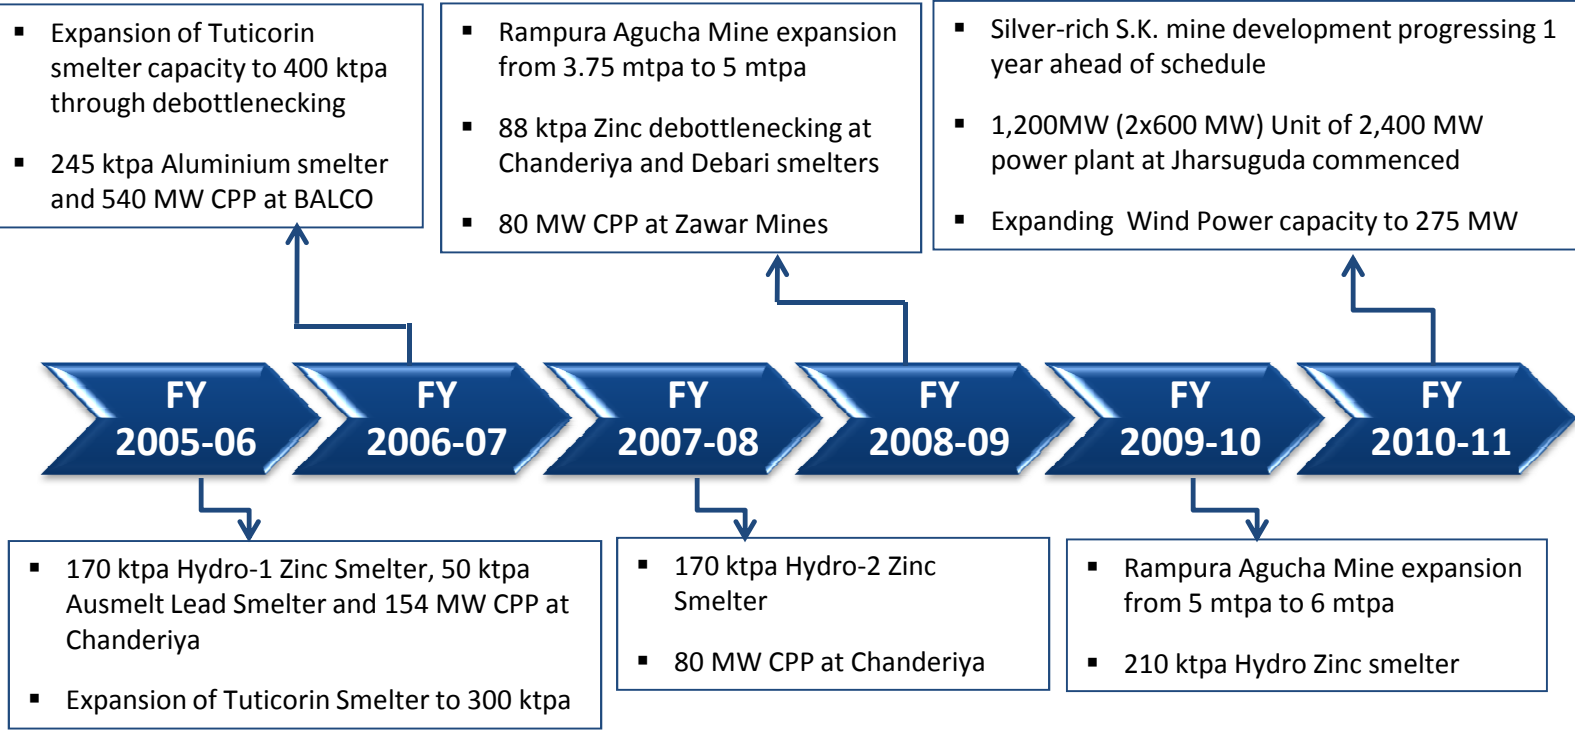 ▪ Expansion of Tuticorin
smelter capacity to 400 ktpa
through debottlenecking
▪ 245 ktpa Aluminium smelter
and 540 MW CPP at BALCO
▪ Rampura Agucha Mine expansion
from 3.75 mtpa to 5 mtpa
▪ 88 ktpa Zinc debottlenecking at
Chanderiya and Debari smelters
▪ 80 MW CPP at Zawar Mines
▪ Silver-rich S.K. mine development progressing 1
year ahead of schedule
▪ 1,200MW (2x600 MW) Unit of 2,400 MW
power plant at Jharsuguda commenced
▪ Expanding Wind Power capacity to 275 MW
FY
2005-06
FY
2006-07
FY
2007-08
FY
2008-09
FY
2009-10
FY
2010-11
▪ 170 ktpa Hydro-1 Zinc Smelter, 50 ktpa
Ausmelt Lead Smelter and 154 MW CPP at
Chanderiya
▪ Expansion of Tuticorin Smelter to 300 ktpa
▪ 170 ktpa Hydro-2 Zinc
Smelter
▪ 80 MW CPP at Chanderiya
▪ Rampura Agucha Mine expansion
from 5 mtpa to 6 mtpa
▪ 210 ktpa Hydro Zinc smelter